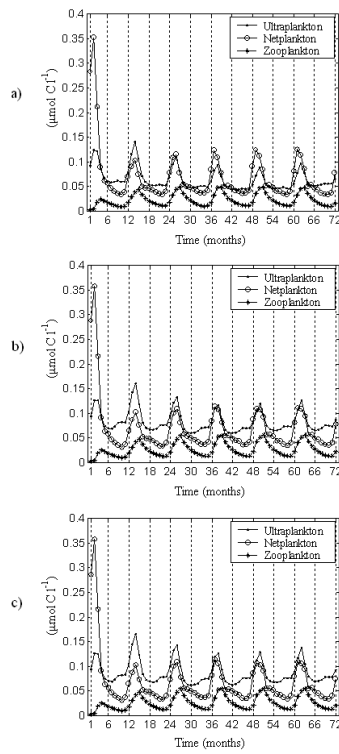 a)
(μmol C l⁻¹)
0.4
0.35
0.3
0.25
0.2
0.15
0.1
0.05
0
Ultraplankton
Netplankton
Zooplankton
1 6 12 18 24 30 36 42 48 54 60 66 72
Time (months)
b)
(μmol C l⁻¹)
0.4
0.35
0.3
0.25
0.2
0.15
0.1
0.05
0
Ultraplankton
Netplankton
Zooplankton
1 6 12 18 24 30 36 42 48 54 60 66 72
Time (months)
c)
(μmol C l⁻¹)
0.4
0.35
0.3
0.25
0.2
0.15
0.1
0.05
0
Ultraplankton
Netplankton
Zooplankton
1 6 12 18 24 30 36 42 48 54 60 66 72
Time (months)